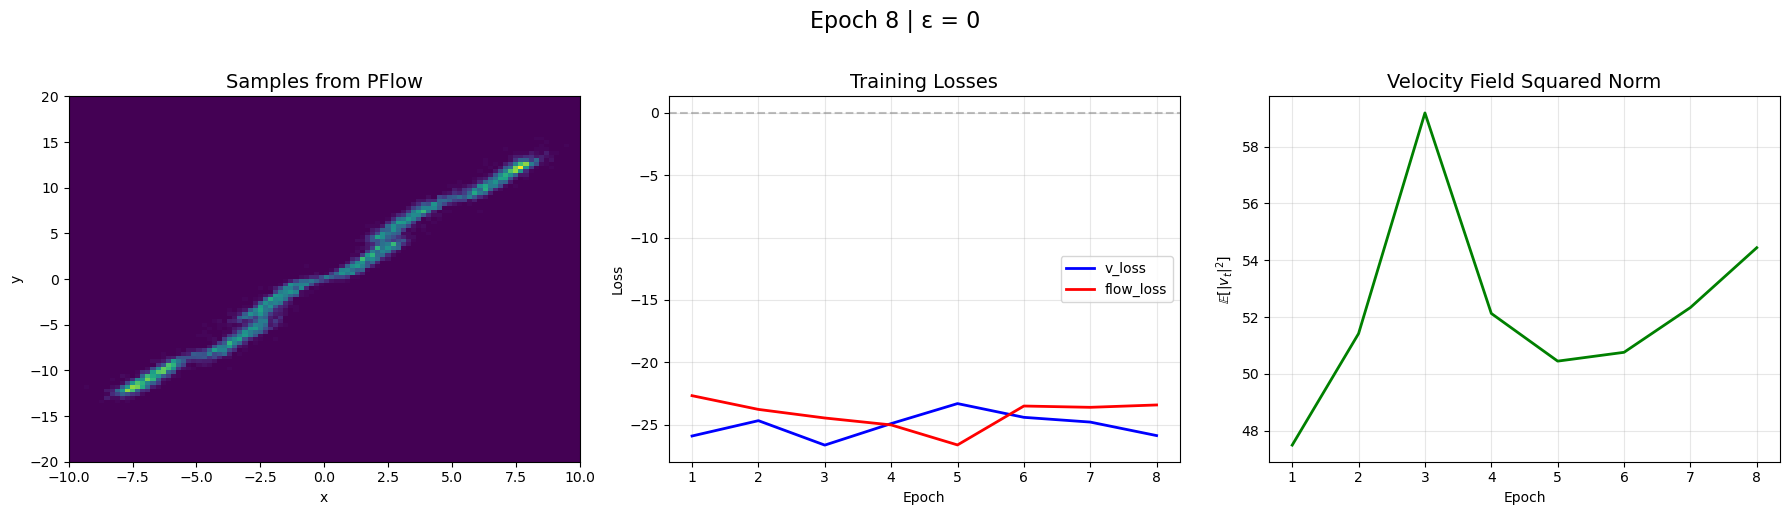 Epoch 8 | ε = 0
Samples from PFlow
20
15
10
5
0
−5
−10
−15
−20
y
−10.0 −7.5 −5.0 −2.5 0.0 2.5 5.0 7.5 10.0
x
Training Losses
0
−5
−10
−15
−20
−25
Loss
v_loss
flow_loss
1 2 3 4 5 6 7 8
Epoch
Velocity Field Squared Norm
58
56
54
52
50
48
𝔼[|v_t|²]
1 2 3 4 5 6 7 8
Epoch